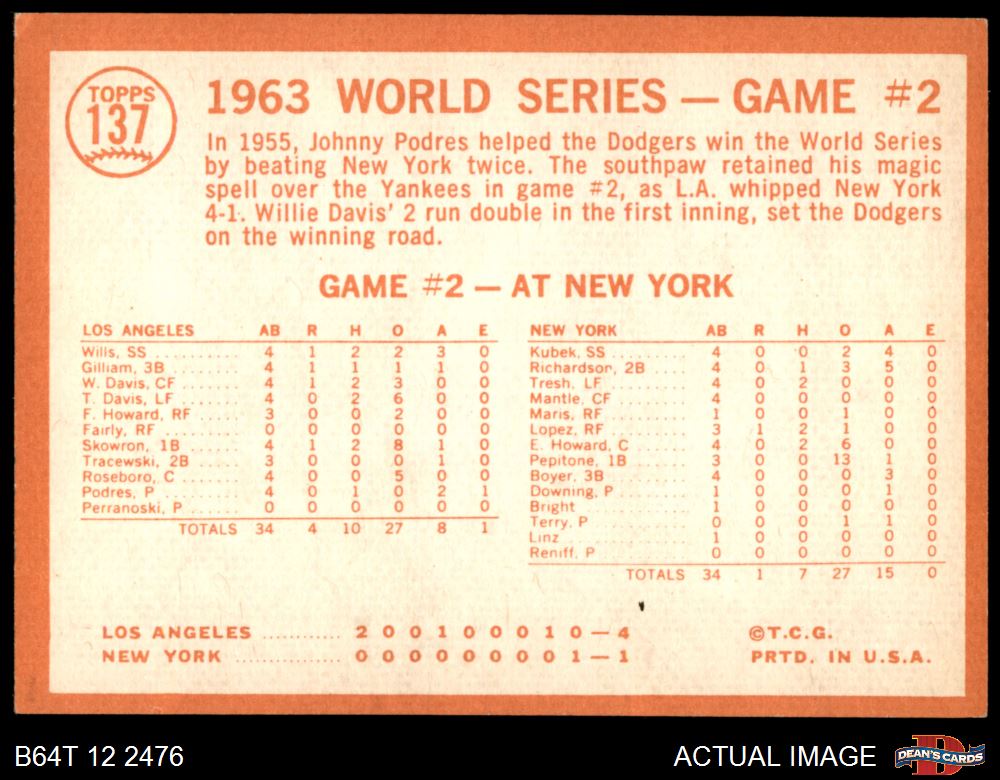 TOPPS
137
1963 WORLD SERIES — GAME #2
In 1955, Johnny Podres helped the Dodgers win the World Series
by beating New York twice. The southpaw retained his magic
spell over the Yankees in game #2, as L.A. whipped New York
4-1. Willie Davis' 2 run double in the first inning, set the Dodgers
on the winning road.
GAME #2 — AT NEW YORK
LOS ANGELES AB R H O A E
Wills, SS .......... 4 1 2 2 3 0
Gilliam, 3B ........ 4 1 1 1 1 0
W. Davis, CF ....... 4 1 2 3 0 0
T. Davis, LF ....... 4 0 2 6 0 0
F. Howard, RF ...... 3 0 0 2 0 0
Fairly, RF ......... 0 0 0 0 0 0
Skowron, 1B ........ 4 1 2 8 1 0
Tracewski, 2B ...... 3 0 0 0 1 0
Roseboro, C ........ 4 0 0 5 0 0
Podres, P .......... 4 0 1 0 2 1
Perranoski, P ...... 0 0 0 0 0 0
TOTALS 34 4 10 27 8 1
NEW YORK AB R H O A E
Kubek, SS .......... 4 0 0 2 4 0
Richardson, 2B ..... 4 0 1 3 5 0
Tresh, LF .......... 4 0 2 0 0 0
Mantle, CF ......... 4 0 0 0 0 0
Maris, RF .......... 1 0 0 1 0 0
Lopez, RF .......... 3 1 2 1 0 0
E. Howard, C ....... 4 0 2 6 0 0
Pepitone, 1B ....... 3 0 0 13 1 0
Boyer, 3B .......... 4 0 0 0 3 0
Downing, P ......... 1 0 0 0 1 0
Bright ............. 1 0 0 0 0 0
Terry, P ........... 0 0 0 1 1 0
Linz ............... 1 0 0 0 0 0
Reniff, P .......... 0 0 0 0 0 0
TOTALS 34 1 7 27 15 0
LOS ANGELES ............ 2 0 0 1 0 0 0 1 0 — 4
NEW YORK ................ 0 0 0 0 0 0 0 0 1 — 1
©T.C.G.
PRTD. IN U.S.A.
B64T 12 2476
ACTUAL IMAGE
DEAN'S CARDS